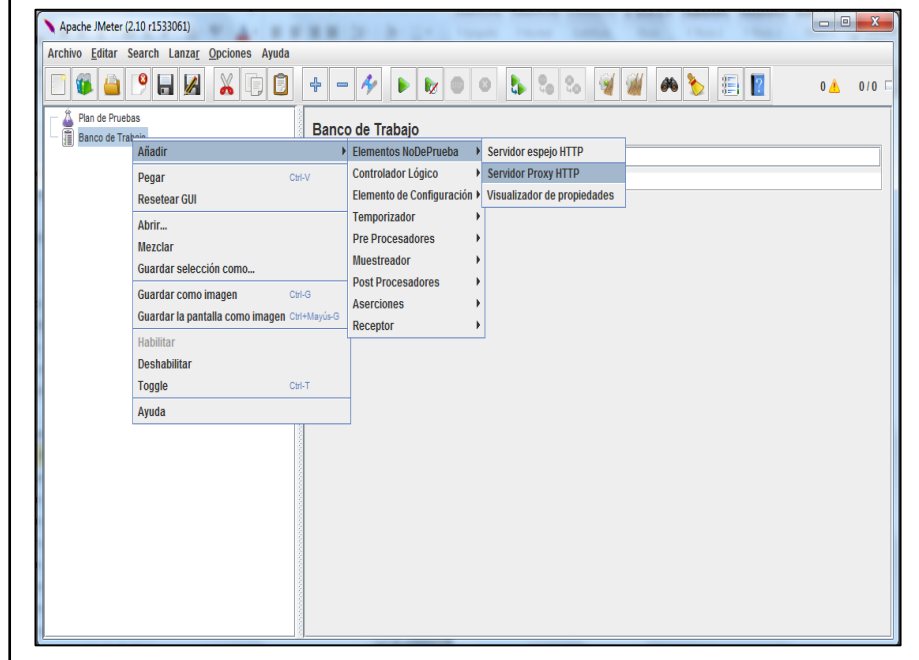 Apache JMeter (2.10 r1533061)
Archivo Editar Search Lanzar Opciones Ayuda
0 0 / 0
Plan de Pruebas
Banco de Trabajo
Banco de Trabajo
Añadir
Elementos NoDePrueba
Servidor espejo HTTP
Pegar Ctrl-V
Controlador Lógico
Servidor Proxy HTTP
Resetear GUI
Elemento de Configuración
Visualizador de propiedades
Abrir...
Temporizador
Mezclar
Pre Procesadores
Guardar selección como...
Muestreador
Guardar como imagen Ctrl-G
Post Procesadores
Guardar la pantalla como imagen Ctrl+Mayús-G
Aserciones
Receptor
Habilitar
Deshabilitar
Toggle Ctrl-T
Ayuda